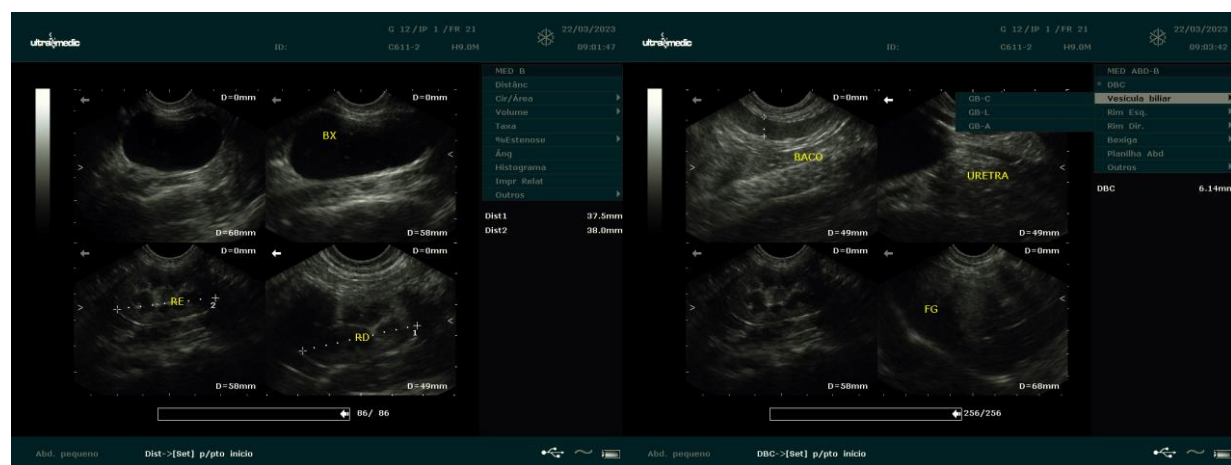 ultramedic
G 12/IP 1 /FR 21
22/03/2023
ID:
C611-2
H9.0M
09:01:47
MED B
Distânc
Cir/Área
Volume
Taxa
%Estenose
Âng
Histograma
Impr Relat
Outros
Dist1 37.5mm
Dist2 38.0mm
D=0mm
D=0mm
BX
D=68mm
D=58mm
D=0mm
D=0mm
RE
2
RD
1
D=58mm
D=49mm
86/ 86
Abd. pequeno
Dist->[Set] p/pto início
ultramedic
G 12/IP 1 /FR 21
22/03/2023
ID:
C611-2
H9.0M
09:03:42
MED ABD-B
DBC
Vesícula biliar
GB-C
GB-L
GB-A
Rim Esq.
Rim Dir.
Bexiga
Planilha Abd
Outros
DBC 6.14mm
D=0mm
BACO
URETRA
D=49mm
D=49mm
D=0mm
D=0mm
FG
D=58mm
D=68mm
256/256
Abd. pequeno
DBC->[Set] p/pto início